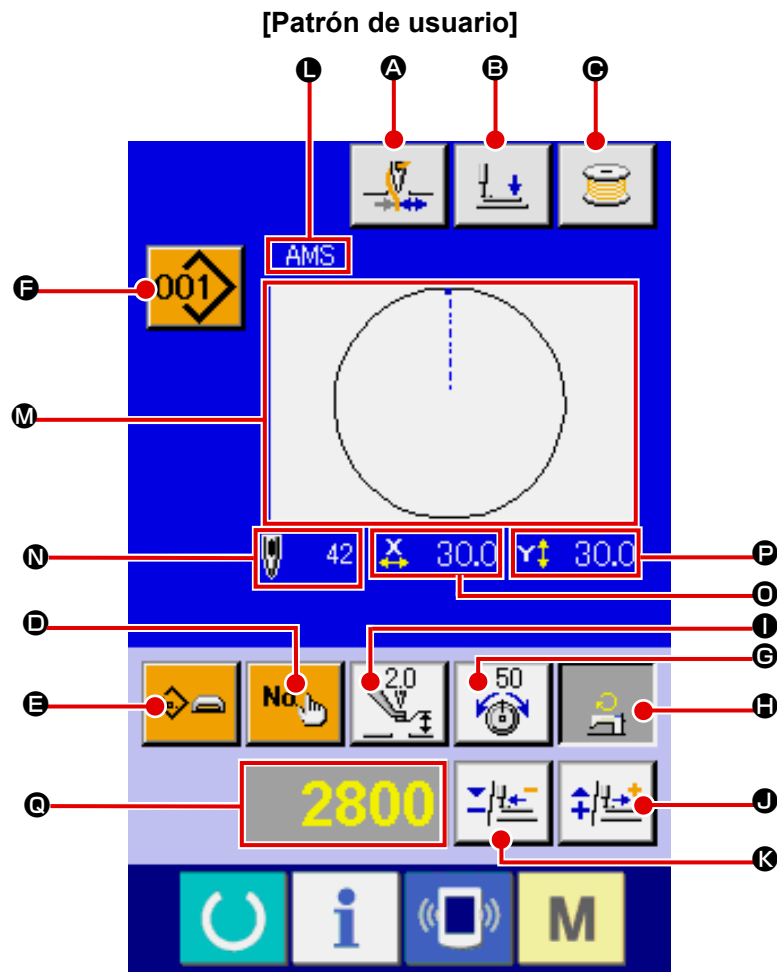 [Patrón de usuario]
L A B C
AMS
F 001
M
N 42 X 30.0 Y 30.0 P
O
D I
G
2.0 50
E No. H
Q 2800 J
K
i M